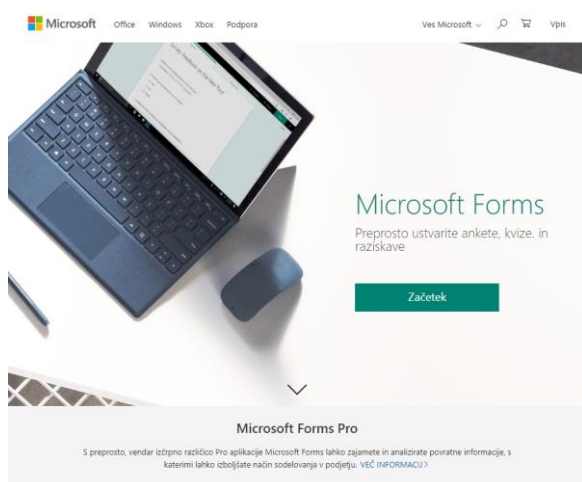 Microsoft Office Windows Xbox Podpora Ves Microsoft Vpis
Microsoft Forms
Preprosto ustvarite ankete, kvize. in
raziskave
Začetek
Microsoft Forms Pro
S preprosto, vendar izčrpno različico Pro aplikacije Microsoft Forms lahko zajamete in analizirate povratne informacije, s
katerimi lahko izboljšate način sodelovanja v podjetju. VEČ INFORMACIJ >